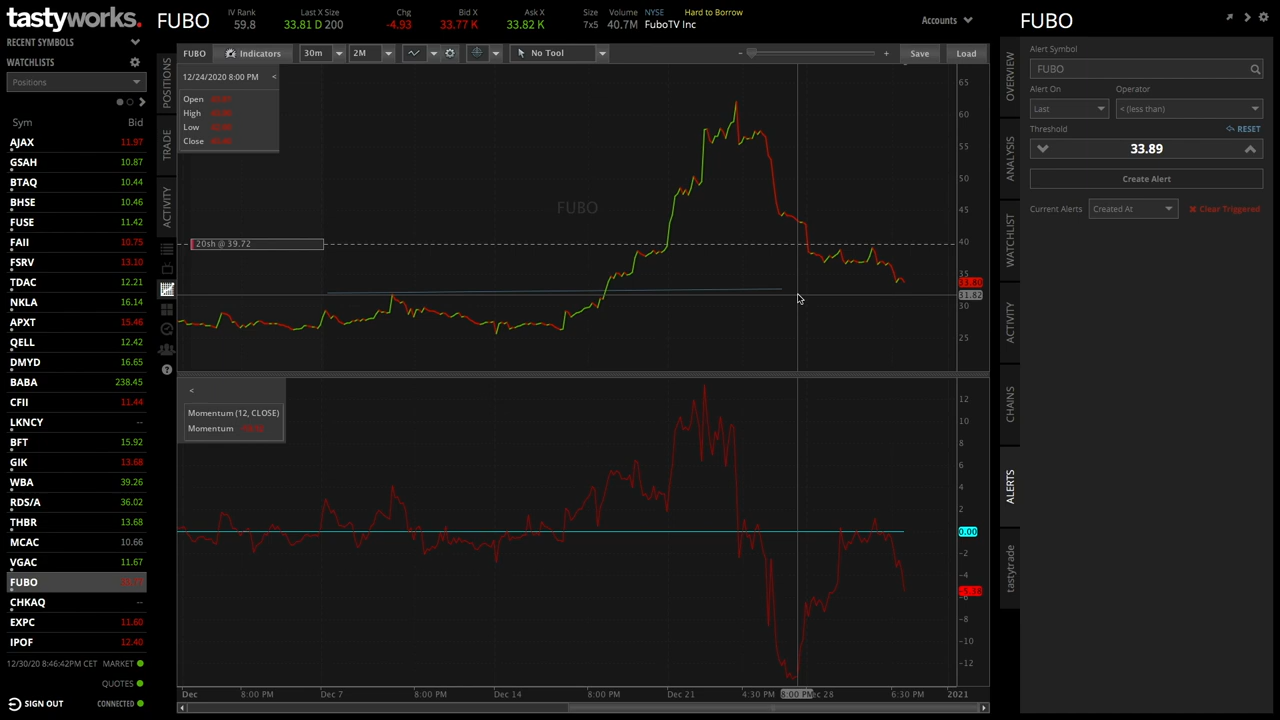 tastyworks.
FUBO
IV Rank
59.8
Last X Size
33.81 D 200
Chg
-4.93
Bid X
33.77 K
Ask X
33.82 K
Size
7x5
Volume
40.7M
NYSE
FuboTV Inc
Hard to Borrow
Accounts
RECENT SYMBOLS
WATCHLISTS
Positions
Sym Bid
AJAX 11.97
GSAH 10.87
BTAQ 10.44
BHSE 10.46
FUSE 11.42
FAII 10.75
FSRV 13.10
TDAC 12.21
NKLA 16.14
APXT 15.46
QELL 12.42
DMYD 16.65
BABA 238.45
CFII 11.44
LKNCY --
BFT 15.92
GIK 13.68
WBA 39.26
RDS/A 36.02
THBR 13.68
MCAC 10.66
VGAC 11.67
FUBO
CHKAQ --
EXPC 11.60
IPOF 12.40
12/30/20 8:46:42PM CET MARKET
QUOTES
SIGN OUT CONNECTED
POSITIONS
TRADE
ACTIVITY
FUBO Indicators 30m 2M No Tool - + Save Load
12/24/2020 8:00 PM <
Open
High
Low
Close
FUBO
20sh @ 39.72
65
60
55
50
45
40
35
33.80
31.82
30
25
<
Momentum (12, CLOSE)
Momentum
12
10
8
6
4
2
0.00
-2
-4
-6
-8
-10
-12
Dec 8:00 PM Dec 7 8:00 PM Dec 14 8:00 PM Dec 21 4:30 PM 8:00 PM ec 28 6:30 PM 2021
OVERVIEW
ANALYSIS
WATCHLIST
ACTIVITY
CHAINS
ALERTS
tastytrade
FUBO
Alert Symbol
FUBO
Alert On Operator
Last < (less than)
Threshold RESET
33.89
Create Alert
Current Alerts Created At Clear Triggered